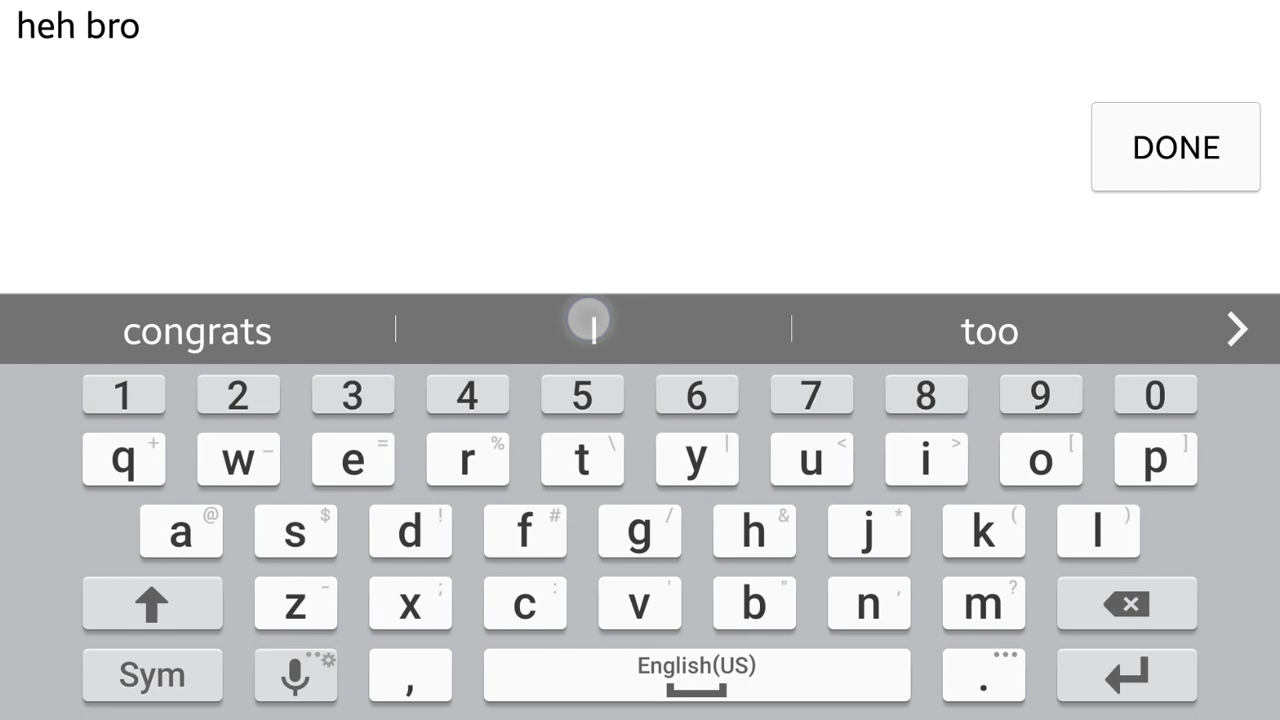 heh bro
DONE
congrats I too
1 2 3 4 5 6 7 8 9 0
q + w - e = r % t \ y | u < i > o [ p ]
a @ s $ d ! f # g / h & j * k ( l )
z - x ; c : v ' b " n , m ?
Sym , English(US) .